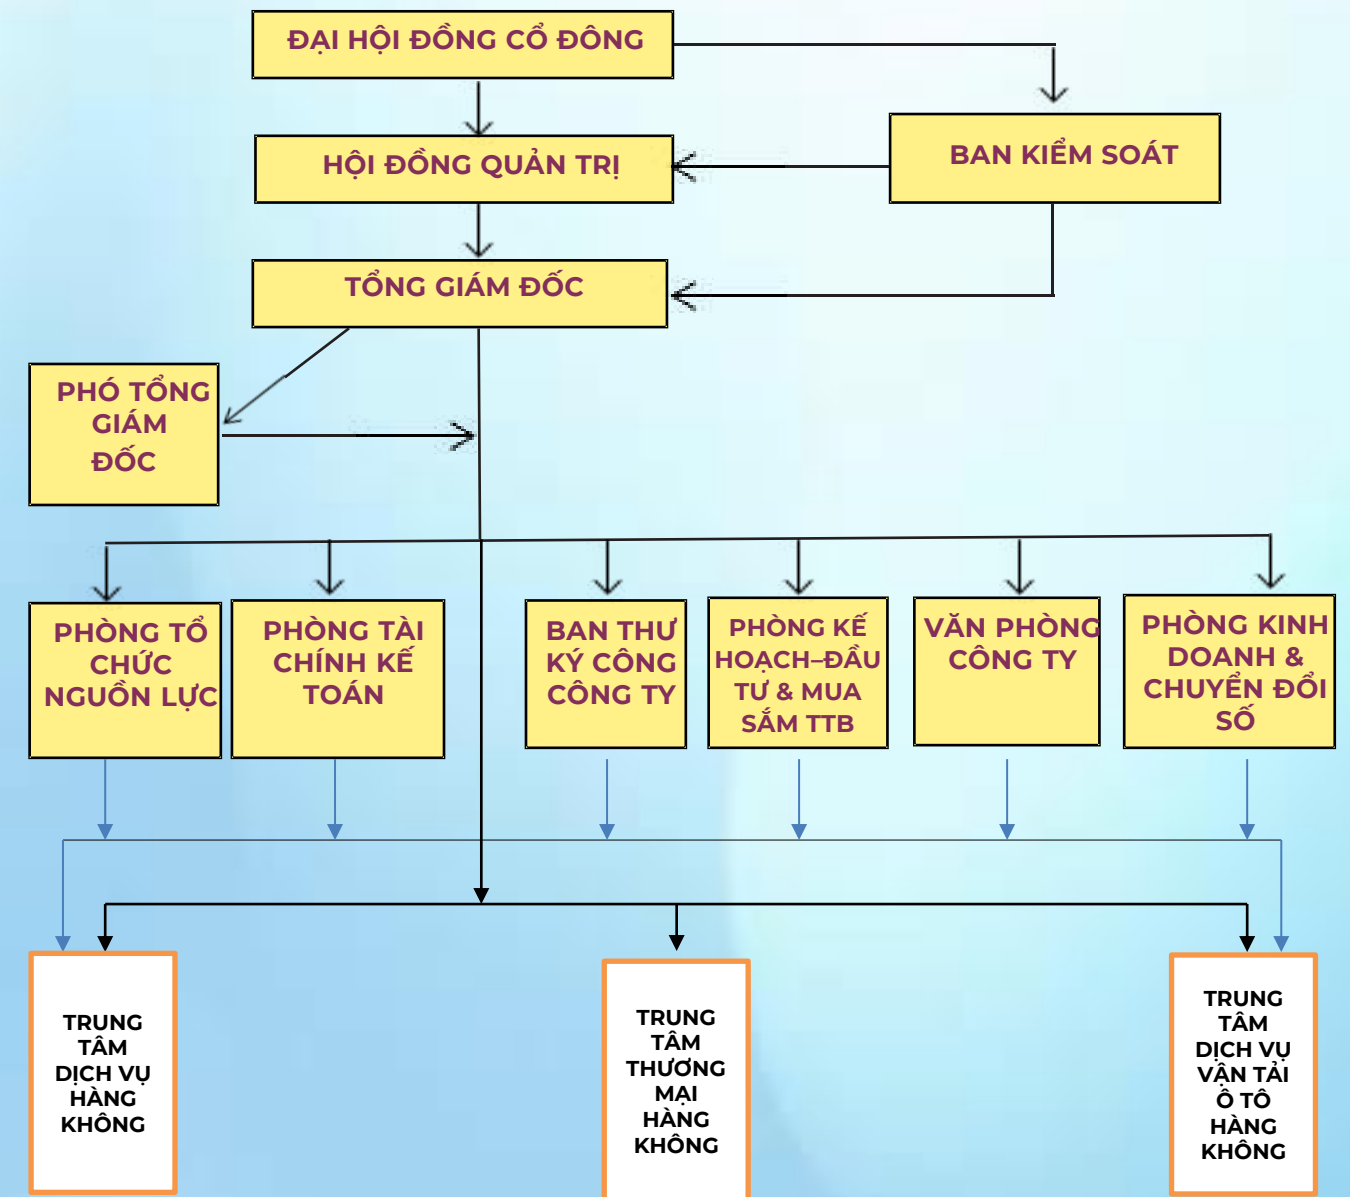 ĐẠI HỘI ĐỒNG CỔ ĐÔNG
HỘI ĐỒNG QUẢN TRỊ
BAN KIỂM SOÁT
TỔNG GIÁM ĐỐC
PHÓ TỔNG
GIÁM
ĐỐC
PHÒNG TỔ
CHỨC
NGUỒN LỰC
PHÒNG TÀI
CHÍNH KẾ
TOÁN
BAN THƯ
KÝ CÔNG
CÔNG TY
PHÒNG KẾ
HOẠCH–ĐẦU
TƯ & MUA
SẮM TTB
VĂN PHÒNG
CÔNG TY
PHÒNG KINH
DOANH &
CHUYỂN ĐỔI
SỐ
TRUNG
TÂM
DỊCH VỤ
HÀNG
KHÔNG
TRUNG
TÂM
THƯƠNG
MẠI
HÀNG
KHÔNG
TRUNG
TÂM
DỊCH VỤ
VẬN TẢI
Ô TÔ
HÀNG
KHÔNG